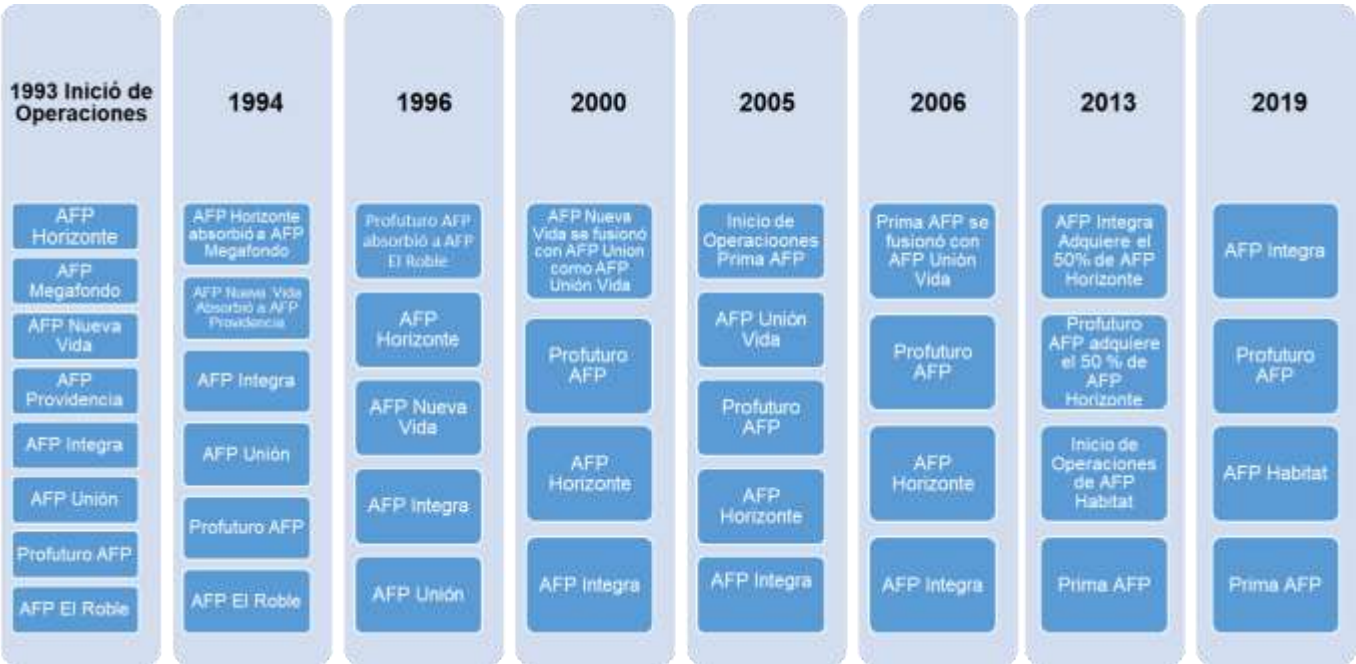 1993 Inició de
Operaciones
AFP
Horizonte
AFP
Megafondo
AFP Nueva
Vida
AFP
Providencia
AFP Integra
AFP Unión
Profuturo AFP
AFP El Roble
1994
AFP Horizonte
absorbió a AFP
Megafondo
AFP Nueva Vida
Absorbió a AFP
Providencia
AFP Integra
AFP Unión
Profuturo AFP
AFP El Roble
1996
Profuturo AFP
absorbió a AFP
El Roble
AFP
Horizonte
AFP Nueva
Vida
AFP Integra
AFP Unión
2000
AFP Nueva
Vida se fusionó
con AFP Union
como AFP
Unión Vida
Profuturo
AFP
AFP
Horizonte
AFP Integra
2005
Inicio de
Operacioones
Prima AFP
AFP Unión
Vida
Profuturo
AFP
AFP
Horizonte
AFP Integra
2006
Prima AFP se
fusionó con
AFP Unión
Vida
Profuturo
AFP
AFP
Horizonte
AFP Integra
2013
AFP Integra
Adquiere el
50% de AFP
Horizonte
Profuturo
AFP adquiere
el 50 % de
AFP
Horizonte
Inicio de
Operaciones
de AFP
Habitat
Prima AFP
2019
AFP Integra
Profuturo
AFP
AFP Habitat
Prima AFP